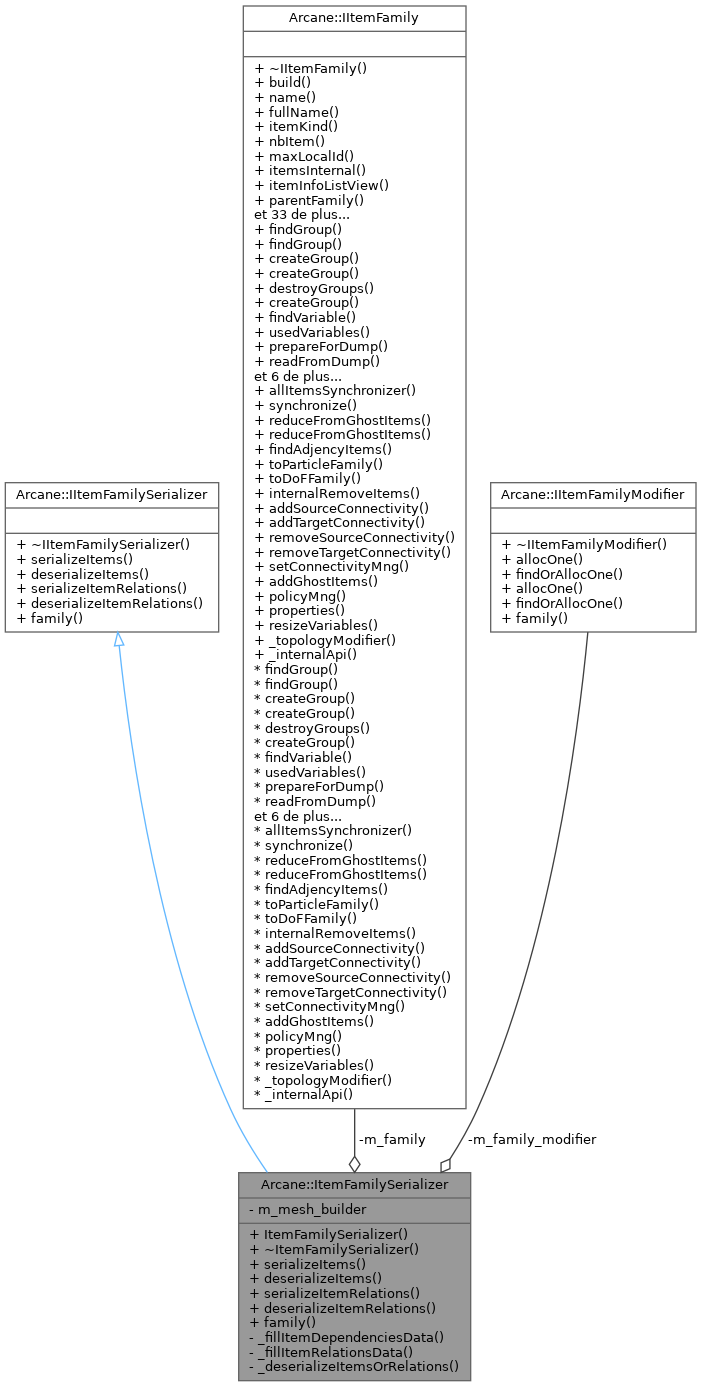 Arcane::IItemFamily
+ ~IItemFamily()
+ build()
+ name()
+ fullName()
+ itemKind()
+ nbItem()
+ maxLocalId()
+ itemsInternal()
+ itemInfoListView()
+ parentFamily()
et 33 de plus...
+ findGroup()
+ findGroup()
+ createGroup()
+ createGroup()
+ destroyGroups()
+ createGroup()
+ findVariable()
+ usedVariables()
+ prepareForDump()
+ readFromDump()
et 6 de plus...
+ allItemsSynchronizer()
+ synchronize()
+ reduceFromGhostItems()
+ reduceFromGhostItems()
+ findAdjencyItems()
+ toParticleFamily()
+ toDoFFamily()
+ internalRemoveItems()
+ addSourceConnectivity()
+ addTargetConnectivity()
+ removeSourceConnectivity()
+ removeTargetConnectivity()
+ setConnectivityMng()
+ addGhostItems()
+ policyMng()
+ properties()
+ resizeVariables()
+ _topologyModifier()
+ _internalApi()
* findGroup()
* findGroup()
* createGroup()
* createGroup()
* destroyGroups()
* createGroup()
* findVariable()
* usedVariables()
* prepareForDump()
* readFromDump()
et 6 de plus...
* allItemsSynchronizer()
* synchronize()
* reduceFromGhostItems()
* reduceFromGhostItems()
* findAdjencyItems()
* toParticleFamily()
* toDoFFamily()
* internalRemoveItems()
* addSourceConnectivity()
* addTargetConnectivity()
* removeSourceConnectivity()
* removeTargetConnectivity()
* setConnectivityMng()
* addGhostItems()
* policyMng()
* properties()
* resizeVariables()
* _topologyModifier()
* _internalApi()
Arcane::IItemFamilySerializer
+ ~IItemFamilySerializer()
+ serializeItems()
+ deserializeItems()
+ serializeItemRelations()
+ deserializeItemRelations()
+ family()
Arcane::IItemFamilyModifier
+ ~IItemFamilyModifier()
+ allocOne()
+ findOrAllocOne()
+ allocOne()
+ findOrAllocOne()
+ family()
-m_family
-m_family_modifier
Arcane::ItemFamilySerializer
- m_mesh_builder
+ ItemFamilySerializer()
+ ~ItemFamilySerializer()
+ serializeItems()
+ deserializeItems()
+ serializeItemRelations()
+ deserializeItemRelations()
+ family()
- _fillItemDependenciesData()
- _fillItemRelationsData()
- _deserializeItemsOrRelations()